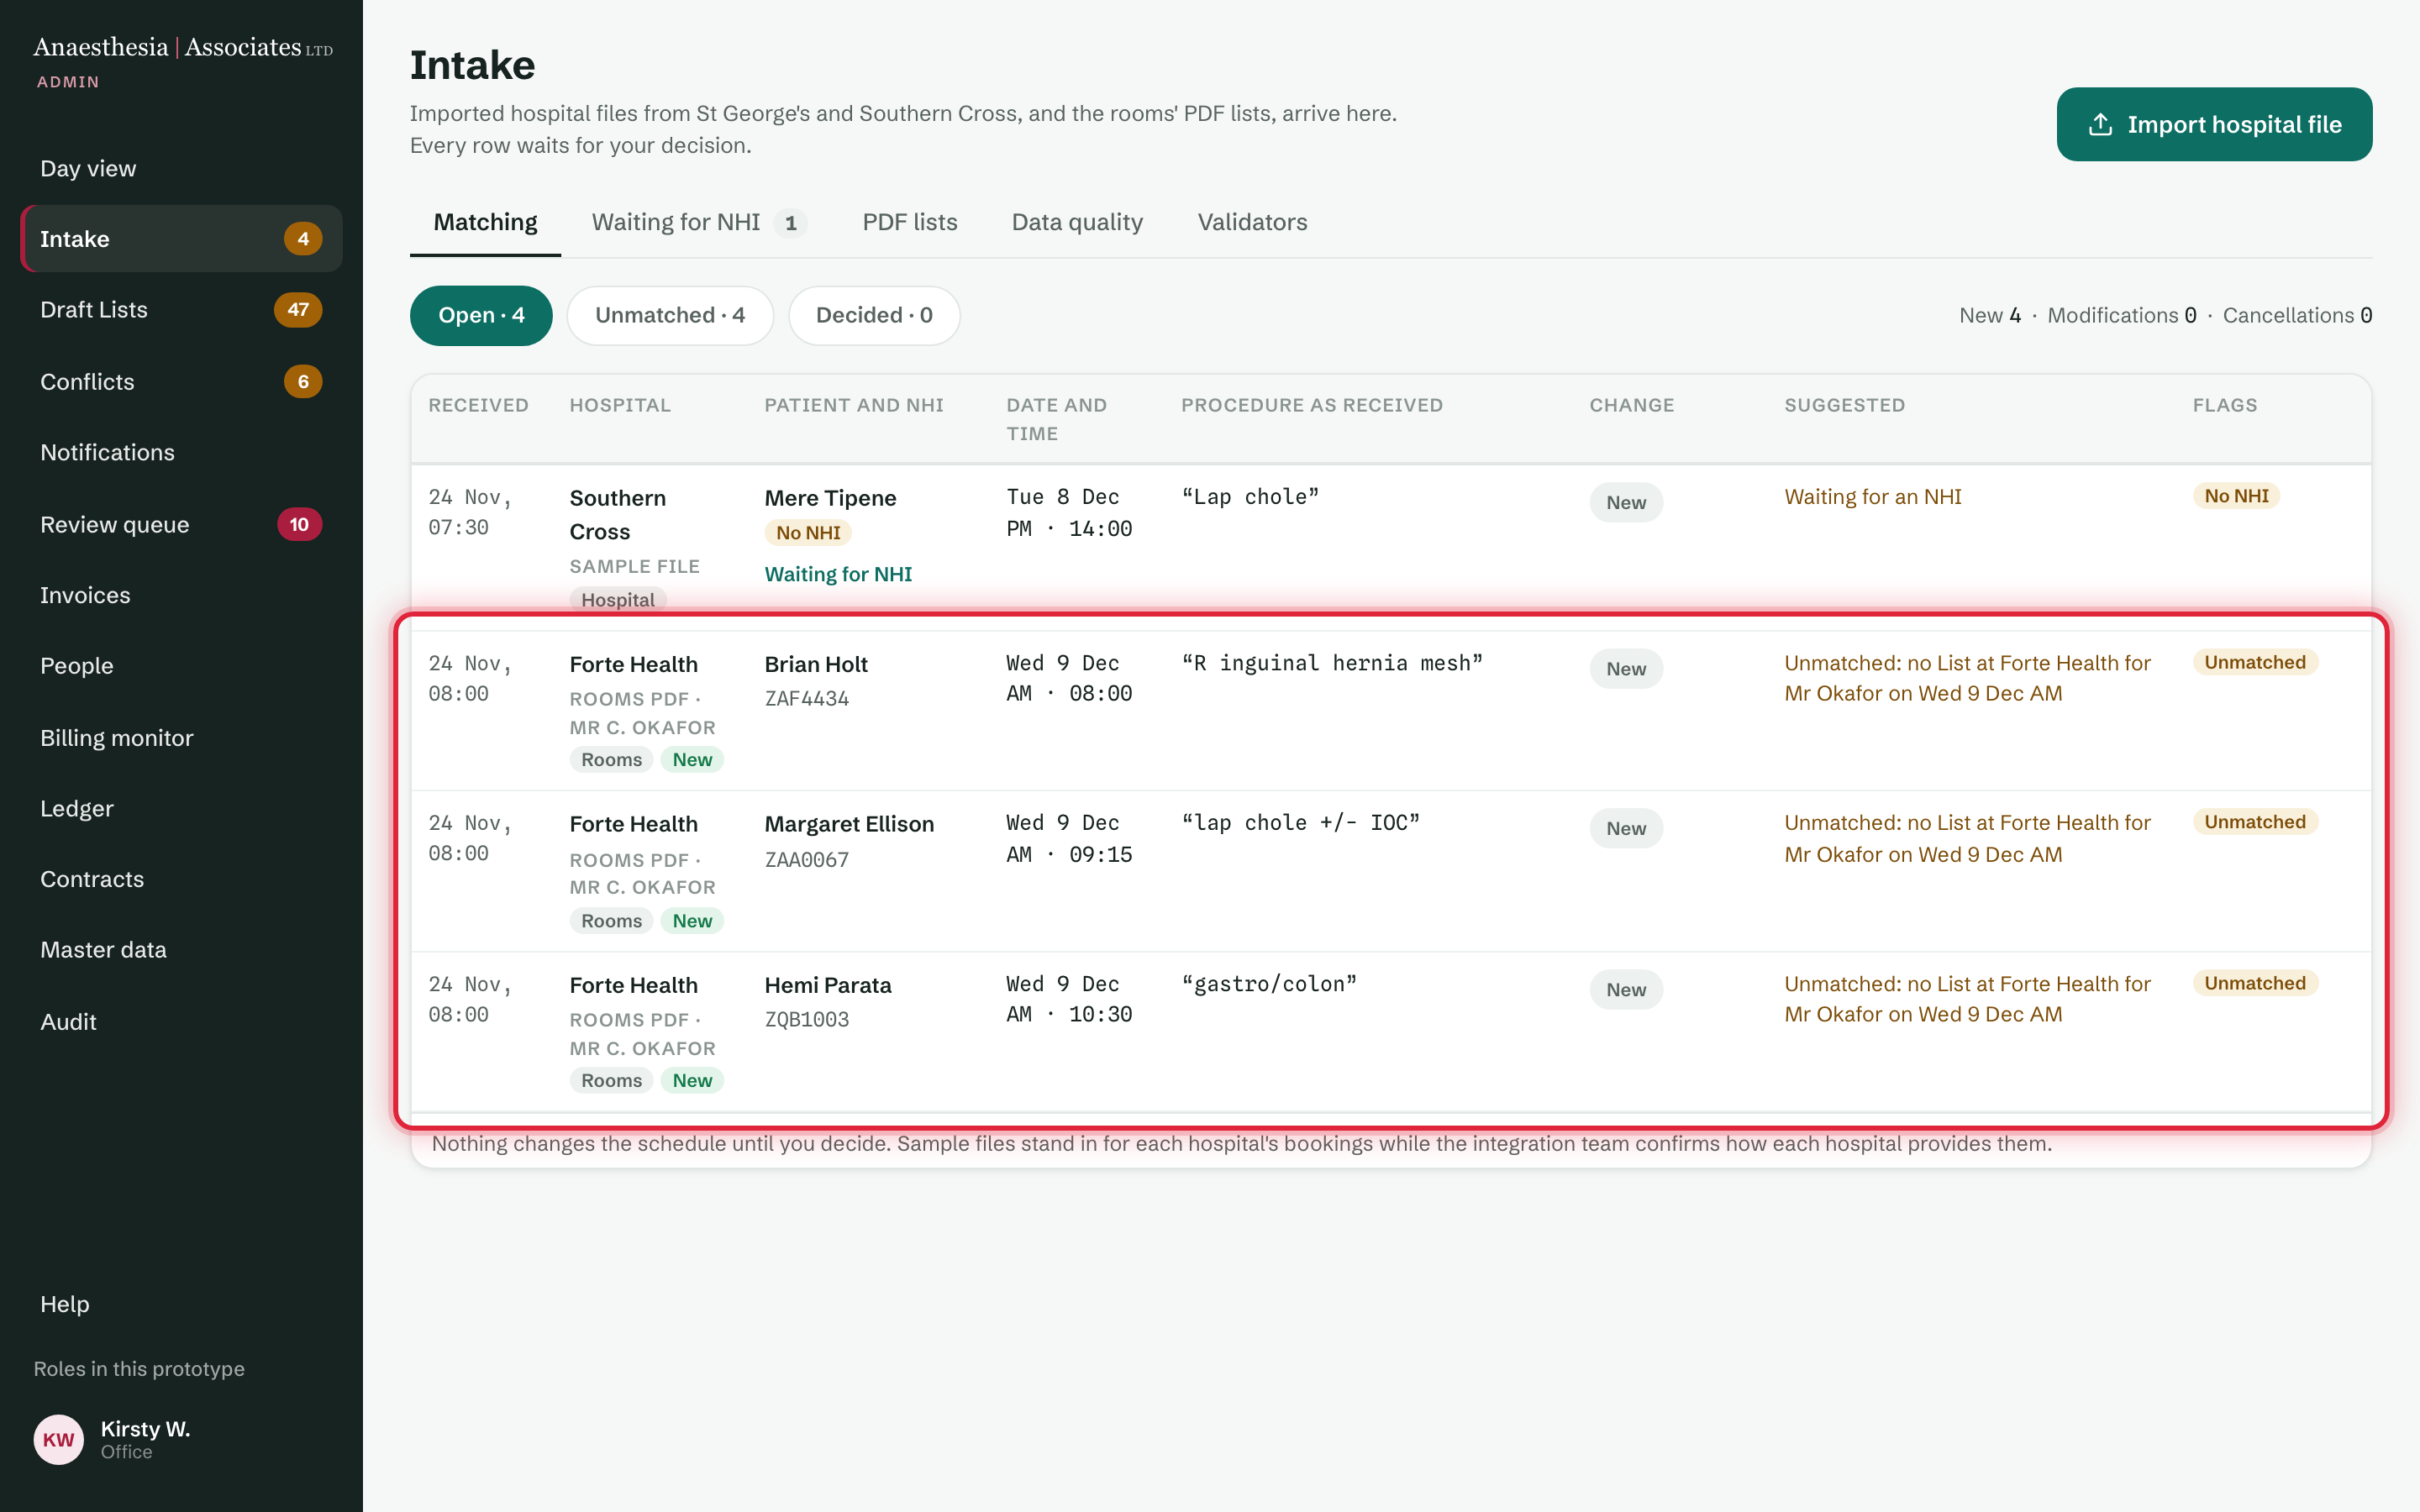 Anaesthesia | Associates LTD
ADMIN
Day view
Intake 4
Draft Lists 47
Conflicts 6
Notifications
Review queue 10
Invoices
People
Billing monitor
Ledger
Contracts
Master data
Audit
Help
Roles in this prototype
KW
Kirsty W.
Office
Intake
Imported hospital files from St George's and Southern Cross, and the rooms' PDF lists, arrive here.
Every row waits for your decision.
Import hospital file
Matching Waiting for NHI 1 PDF lists Data quality Validators
Open · 4 Unmatched · 4 Decided · 0
New 4 · Modifications 0 · Cancellations 0
RECEIVED HOSPITAL PATIENT AND NHI DATE AND TIME PROCEDURE AS RECEIVED CHANGE SUGGESTED FLAGS
24 Nov,
07:30
Southern
Cross
SAMPLE FILE
Hospital
Mere Tipene
No NHI
Waiting for NHI
Tue 8 Dec
PM · 14:00
“Lap chole”
New
Waiting for an NHI
No NHI
24 Nov,
08:00
Forte Health
ROOMS PDF ·
MR C. OKAFOR
Rooms New
Brian Holt
ZAF4434
Wed 9 Dec
AM · 08:00
“R inguinal hernia mesh”
New
Unmatched: no List at Forte Health for
Mr Okafor on Wed 9 Dec AM
Unmatched
24 Nov,
08:00
Forte Health
ROOMS PDF ·
MR C. OKAFOR
Rooms New
Margaret Ellison
ZAA0067
Wed 9 Dec
AM · 09:15
“lap chole +/- IOC”
New
Unmatched: no List at Forte Health for
Mr Okafor on Wed 9 Dec AM
Unmatched
24 Nov,
08:00
Forte Health
ROOMS PDF ·
MR C. OKAFOR
Rooms New
Hemi Parata
ZQB1003
Wed 9 Dec
AM · 10:30
“gastro/colon”
New
Unmatched: no List at Forte Health for
Mr Okafor on Wed 9 Dec AM
Unmatched
Nothing changes the schedule until you decide. Sample files stand in for each hospital's bookings while the integration team confirms how each hospital provides them.